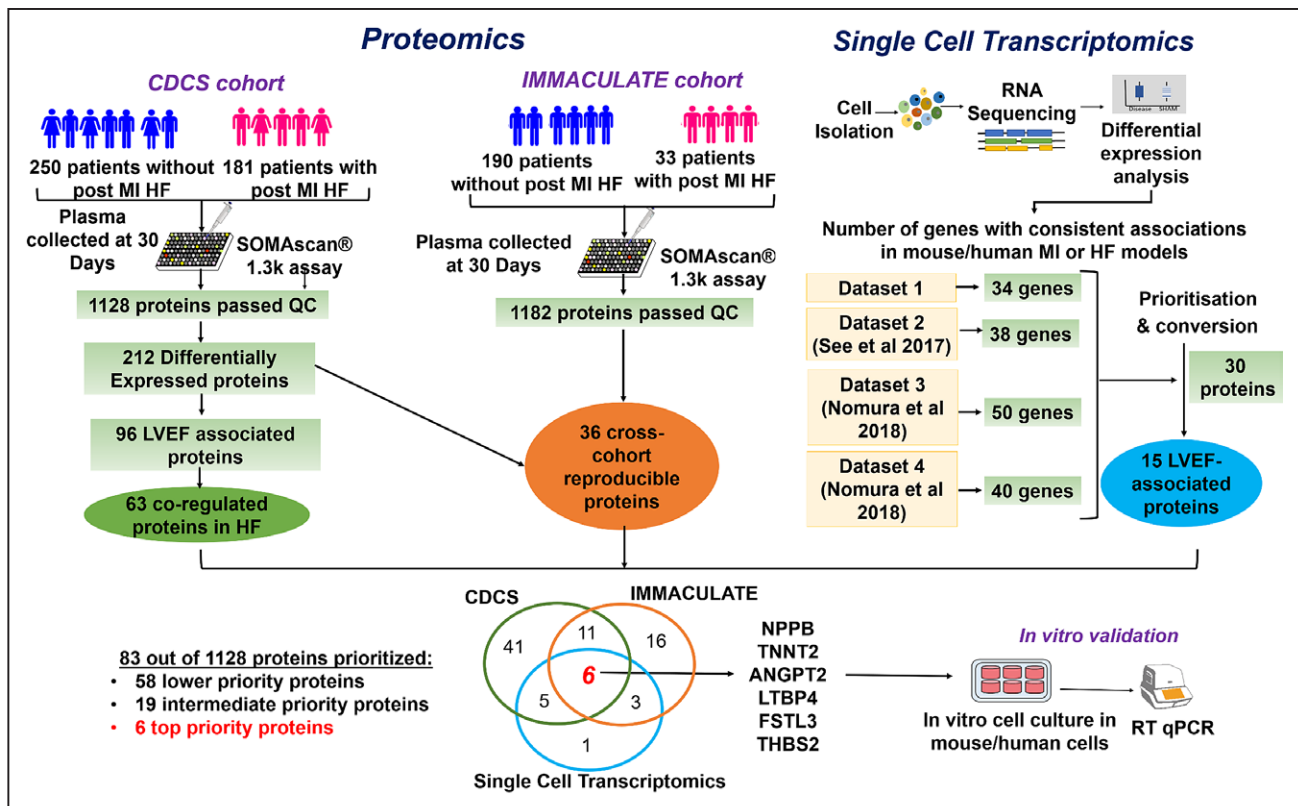 Proteomics
CDCS cohort
250 patients without
post MI HF
181 patients with
post MI HF
Plasma
collected at 30
Days
SOMAscan®
1.3k assay
1128 proteins passed QC
212 Differentially
Expressed proteins
96 LVEF associated
proteins
63 co-regulated
proteins in HF
IMMACULATE cohort
190 patients
without post MI HF
33 patients
with post MI HF
Plasma collected
at 30 Days
SOMAscan®
1.3k assay
1182 proteins passed QC
36 cross-
cohort
reproducible
proteins
Single Cell Transcriptomics
Cell
Isolation
RNA
Sequencing
Disease SHAM
Differential
expression
analysis
Number of genes with consistent associations
in mouse/human MI or HF models
Dataset 1
34 genes
Dataset 2
(See et al 2017)
38 genes
Dataset 3
(Nomura et al
2018)
50 genes
Dataset 4
(Nomura et al
2018)
40 genes
Prioritisation
& conversion
30
proteins
15 LVEF-
associated
proteins
83 out of 1128 proteins prioritized:
• 58 lower priority proteins
• 19 intermediate priority proteins
• 6 top priority proteins
CDCS
IMMACULATE
41
11
16
6
5
3
1
Single Cell Transcriptomics
NPPB
TNNT2
ANGPT2
LTBP4
FSTL3
THBS2
In vitro validation
In vitro cell culture in
mouse/human cells
RT qPCR